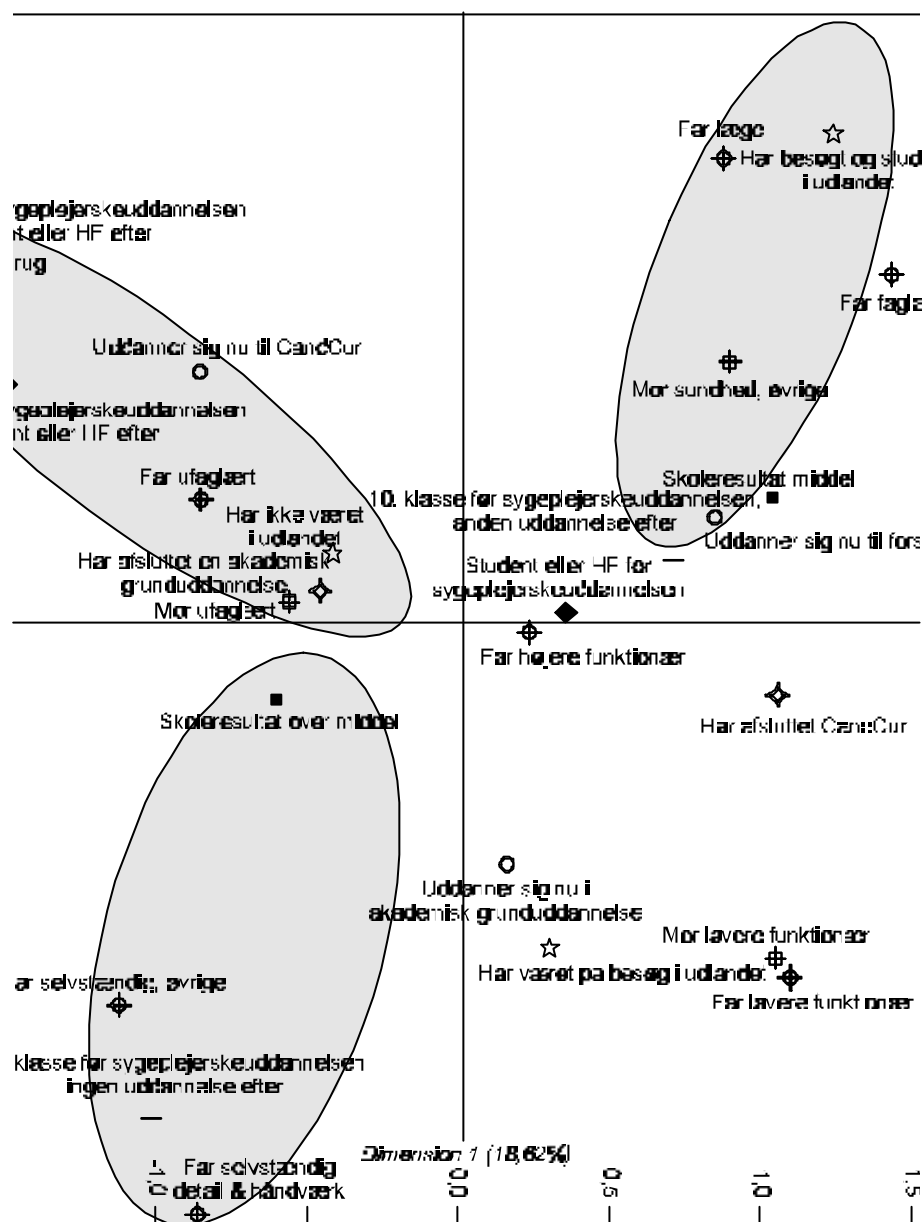 Far læge
Har besøgt og stud
i udlandet
ygeplejerskeuddannelsen
nt eller HF efter
rug
Far faglæ
Uddanner sig nu til CandCur
Mor sundhed, øvrige
ygeplejerskeuddannelsen
nt eller HF efter
Far ufaglært
Skoleresultat middel
10. klasse før sygeplejerskeuddannelsen,
anden uddannelse efter
Har ikke været
i udlandet
Uddanner sig nu til fors
Har afsluttet en akademisk
grunduddannelse
Student eller HF før
sygeplejerskeuddannelsen
Mor ufaglært
Far højere funktionær
Skoleresultat over middel
Har afsluttet CandCur
Uddanner sig nu i
akademisk grunduddannelse
Mor lavere funktionær
Har været på besøg i udlandet
ar selvstændig, øvrige
Far lavere funktionær
klasse før sygeplejerskeuddannelsen
ingen uddannelse efter
Dimension 1 (18,62%)
Far selvstændig
detail & håndværk
0,0
0,5
1,0
1,5